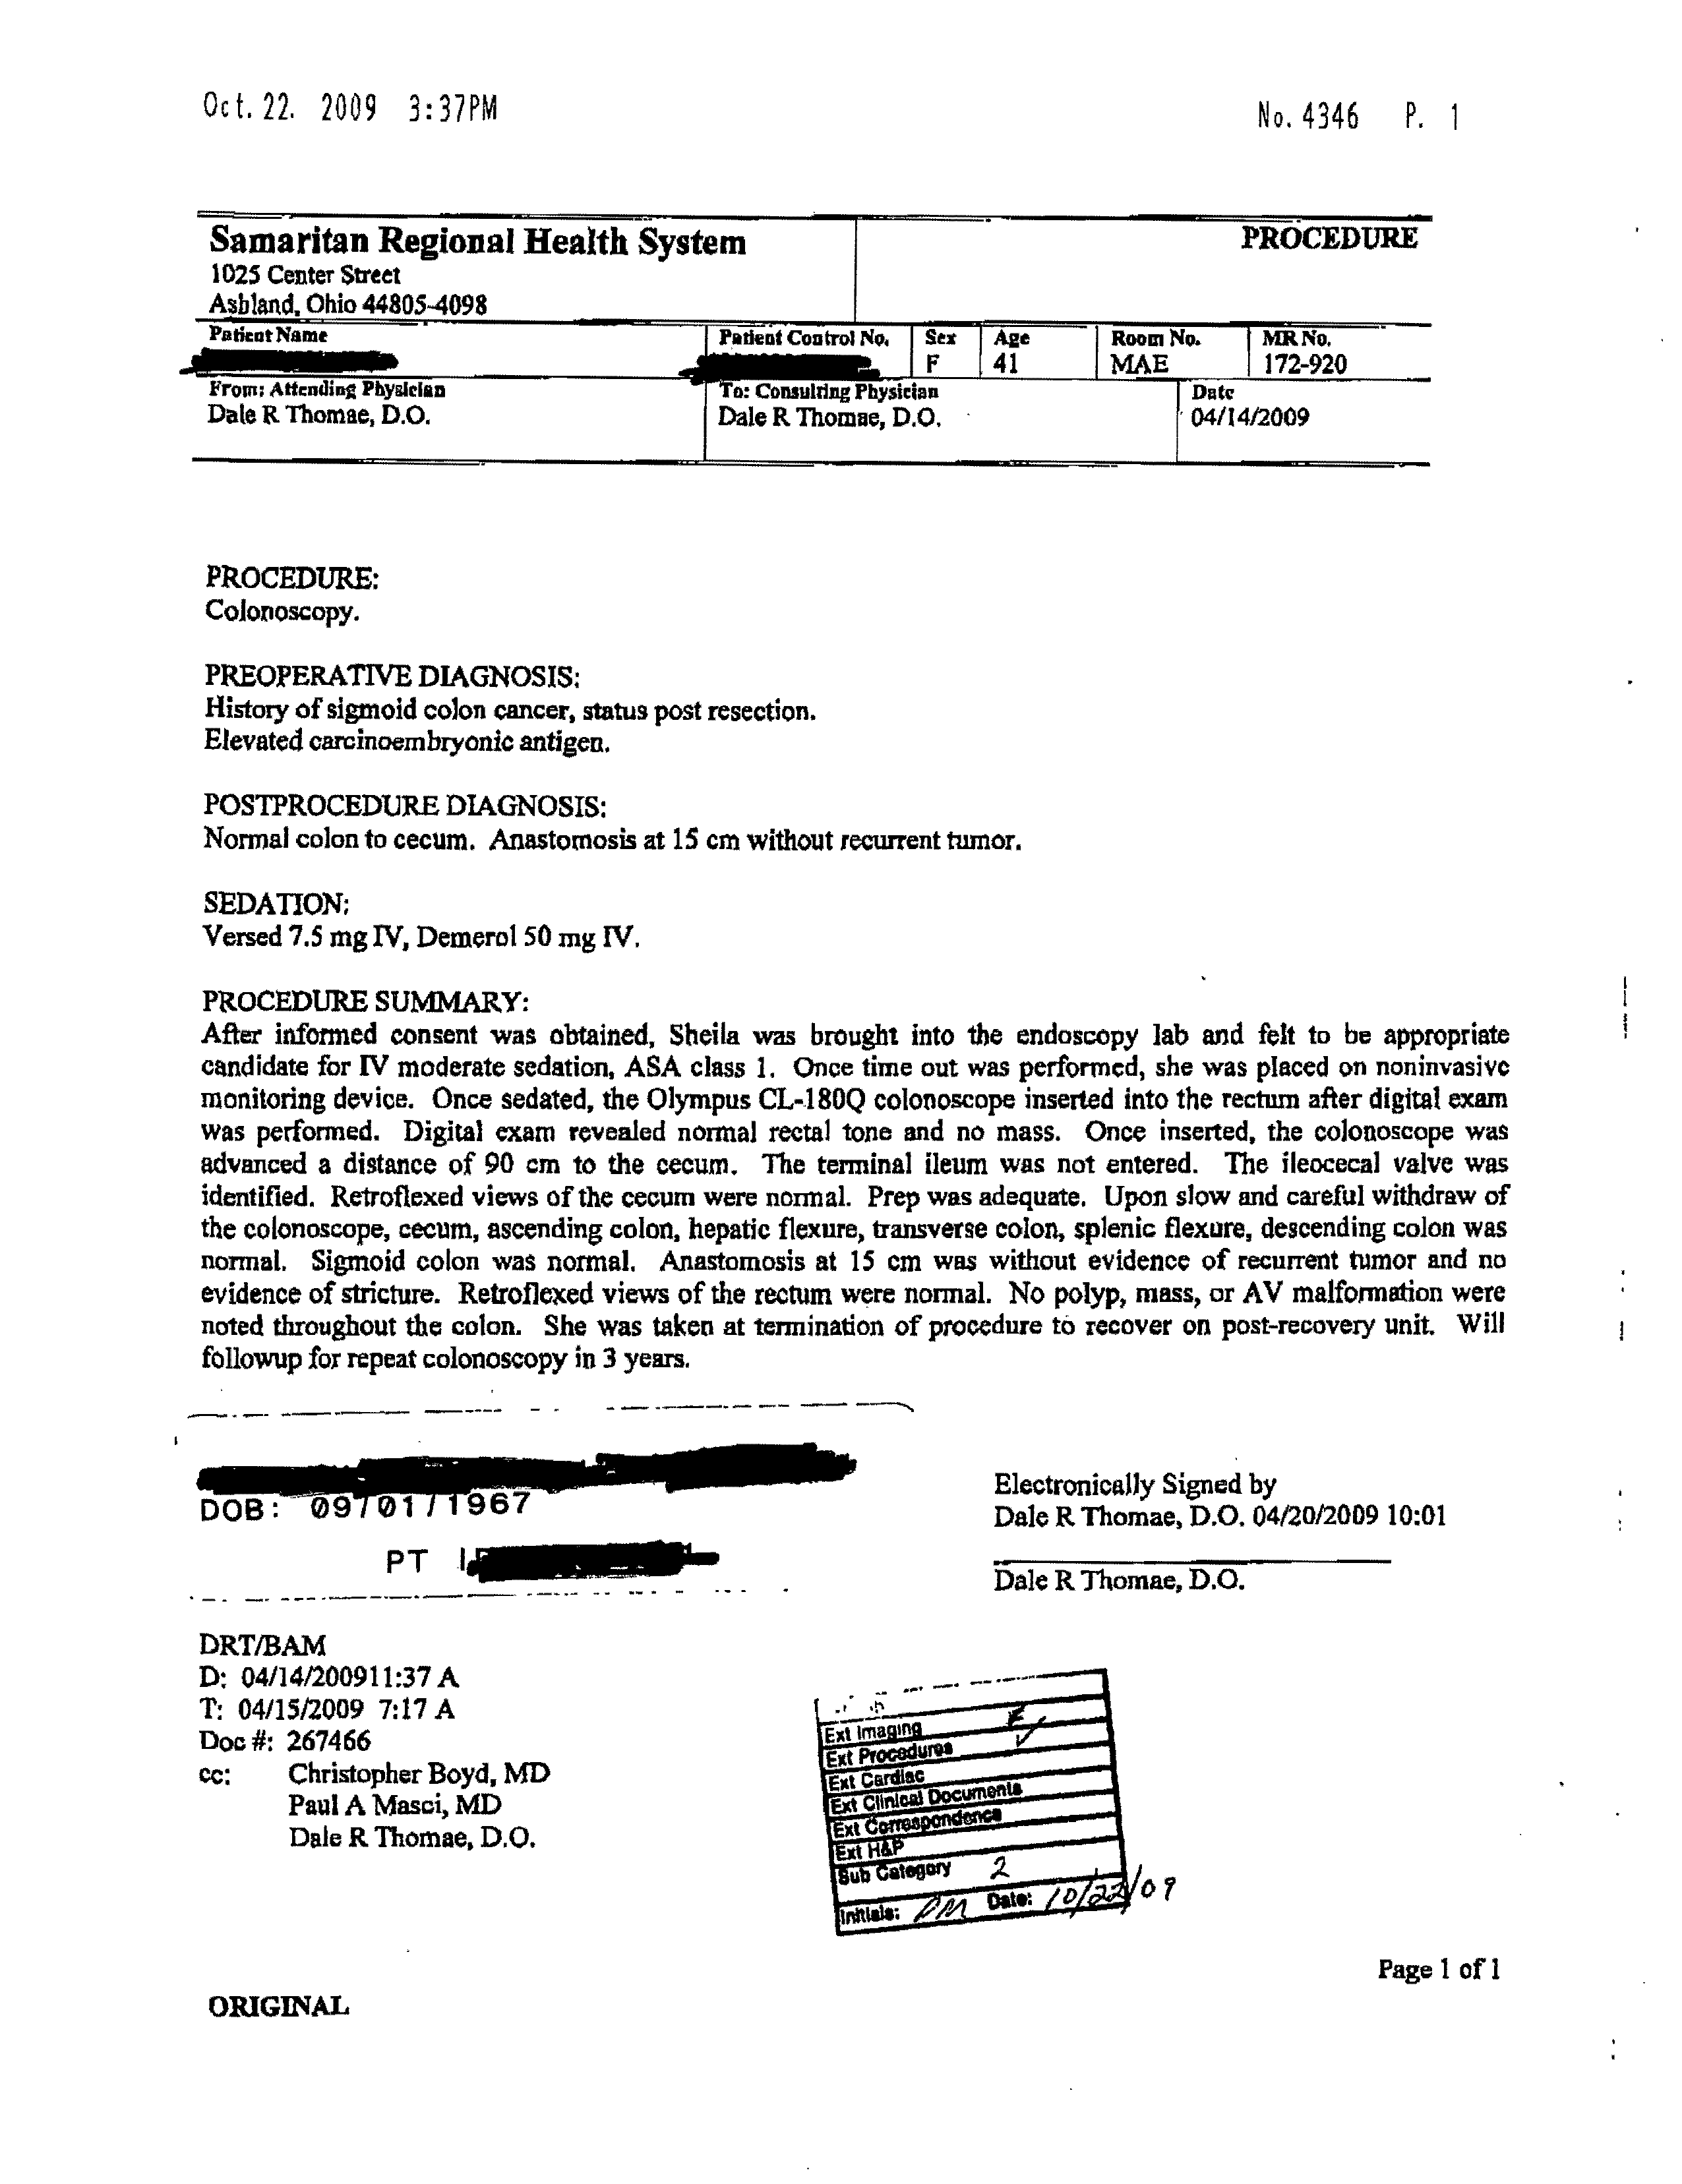 Oct. 22. 2009 3:37PM
No. 4346 P. 1
Samaritan Regional Health System
PROCEDURE
1025 Center Street
Ashland, Ohio 44805-4098
Patient Name
Patient Control No.
Sex
Age
Room No.
MR No.
F
41
MAE
172-920
From: Attending Physician
To: Consulting Physician
Date
Dale R Thomae, D.O.
Dale R Thomae, D.O.
04/14/2009
PROCEDURE:
Colonoscopy.
PREOPERATIVE DIAGNOSIS:
History of sigmoid colon cancer, status post resection.
Elevated carcinoembryonic antigen.
POSTPROCEDURE DIAGNOSIS:
Normal colon to cecum. Anastomosis at 15 cm without recurrent tumor.
SEDATION:
Versed 7.5 mg IV, Demerol 50 mg IV.
PROCEDURE SUMMARY:
After informed consent was obtained, Sheila was brought into the endoscopy lab and felt to be appropriate
candidate for IV moderate sedation, ASA class 1. Once time out was performed, she was placed on noninvasive
monitoring device. Once sedated, the Olympus CL-180Q colonoscope inserted into the rectum after digital exam
was performed. Digital exam revealed normal rectal tone and no mass. Once inserted, the colonoscope was
advanced a distance of 90 cm to the cecum. The terminal ileum was not entered. The ileocecal valve was
identified. Retroflexed views of the cecum were normal. Prep was adequate. Upon slow and careful withdraw of
the colonoscope, cecum, ascending colon, hepatic flexure, transverse colon, splenic flexure, descending colon was
normal. Sigmoid colon was normal. Anastomosis at 15 cm was without evidence of recurrent tumor and no
evidence of stricture. Retroflexed views of the rectum were normal. No polyp, mass, or AV malformation were
noted throughout the colon. She was taken at termination of procedure to recover on post-recovery unit. Will
followup for repeat colonoscopy in 3 years.
DOB: 09/01/1967
PT
Electronically Signed by
Dale R Thomae, D.O. 04/20/2009 10:01
Dale R Thomae, D.O.
DRT/BAM
D: 04/14/200911:37 A
T: 04/15/2009 7:17 A
Doc #: 267466
cc: Christopher Boyd, MD
Paul A Masci, MD
Dale R Thomae, D.O.
Ext Imaging
Ext Procedures ✓
Ext Cardiac
Ext Clinical Documents
Ext Correspondence
Ext H&P
Sub Category 2
Initials: DM Date: 10/22/09
Page 1 of 1
ORIGINAL